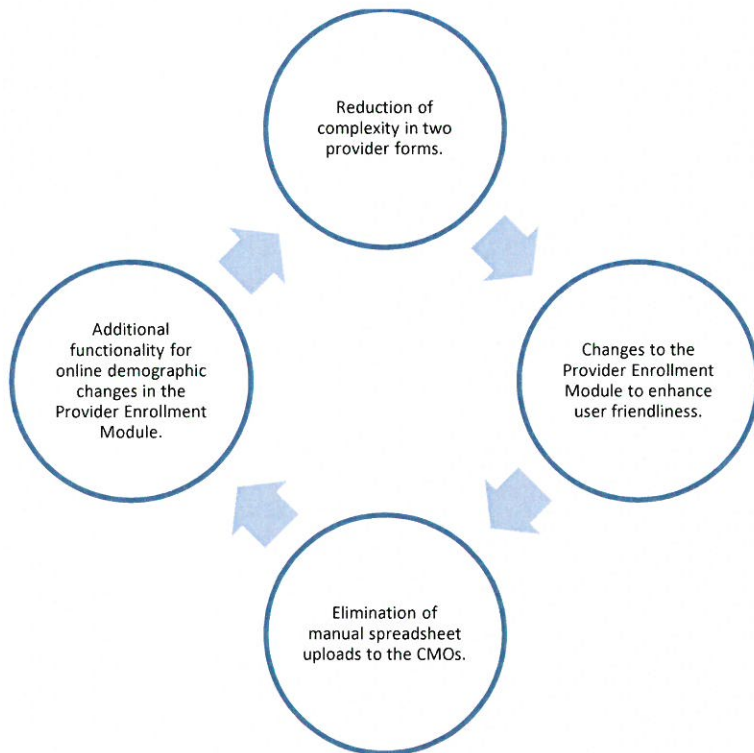 Reduction of
complexity in two
provider forms.
Changes to the
Provider Enrollment
Module to enhance
user friendliness.
Elimination of
manual spreadsheet
uploads to the CMOs.
Additional
functionality for
online demographic
changes in the
Provider Enrollment
Module.